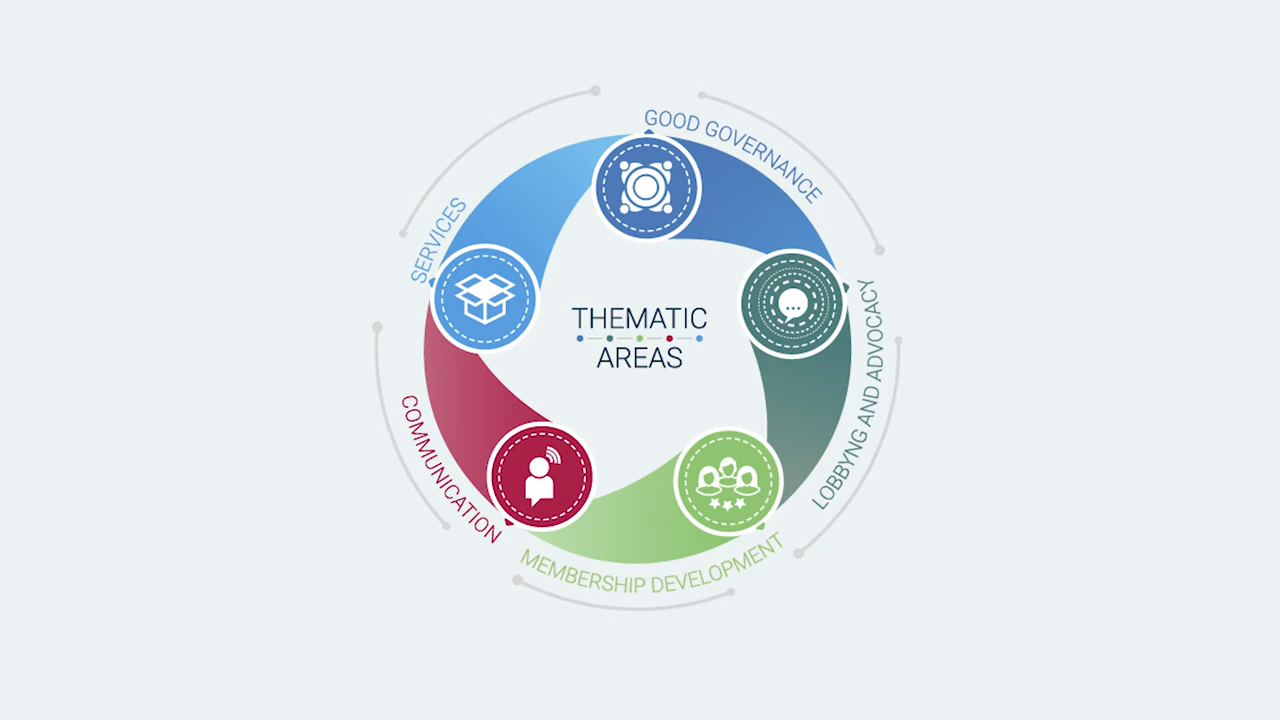 THEMATIC
AREAS
GOOD GOVERNANCE
LOBBYNG AND ADVOCACY
MEMBERSHIP DEVELOPMENT
COMMUNICATION
SERVICES